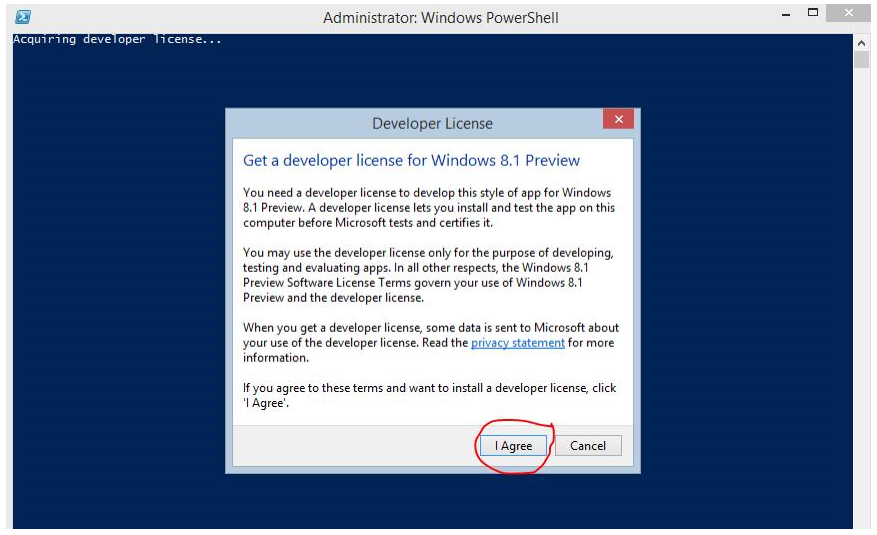 Administrator: Windows PowerShell
Acquiring developer license...
Developer License
Get a developer license for Windows 8.1 Preview
You need a developer license to develop this style of app for Windows
8.1 Preview. A developer license lets you install and test the app on this
computer before Microsoft tests and certifies it.
You may use the developer license only for the purpose of developing,
testing and evaluating apps. In all other respects, the Windows 8.1
Preview Software License Terms govern your use of Windows 8.1
Preview and the developer license.
When you get a developer license, some data is sent to Microsoft about
your use of the developer license. Read the privacy statement for more
information.
If you agree to these terms and want to install a developer license, click
'I Agree'.
I Agree Cancel